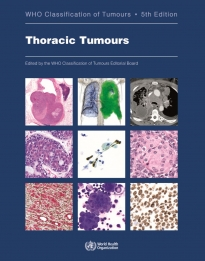 WHO Classification of Tumours • 5th Edition
Thoracic Tumours
Edited by the WHO Classification of Tumours Editorial Board
World Health
Organization